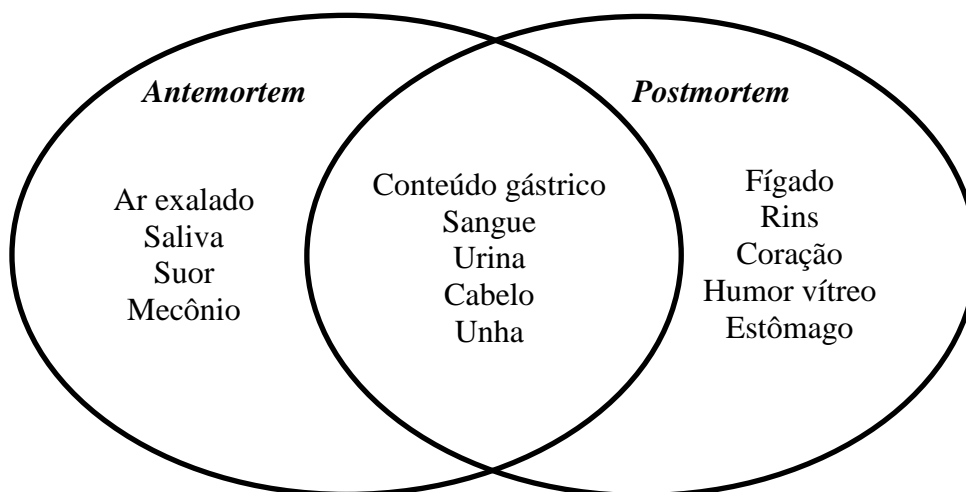 Antemortem
Postmortem
Ar exalado
Saliva
Suor
Mecônio
Conteúdo gástrico
Sangue
Urina
Cabelo
Unha
Fígado
Rins
Coração
Humor vítreo
Estômago